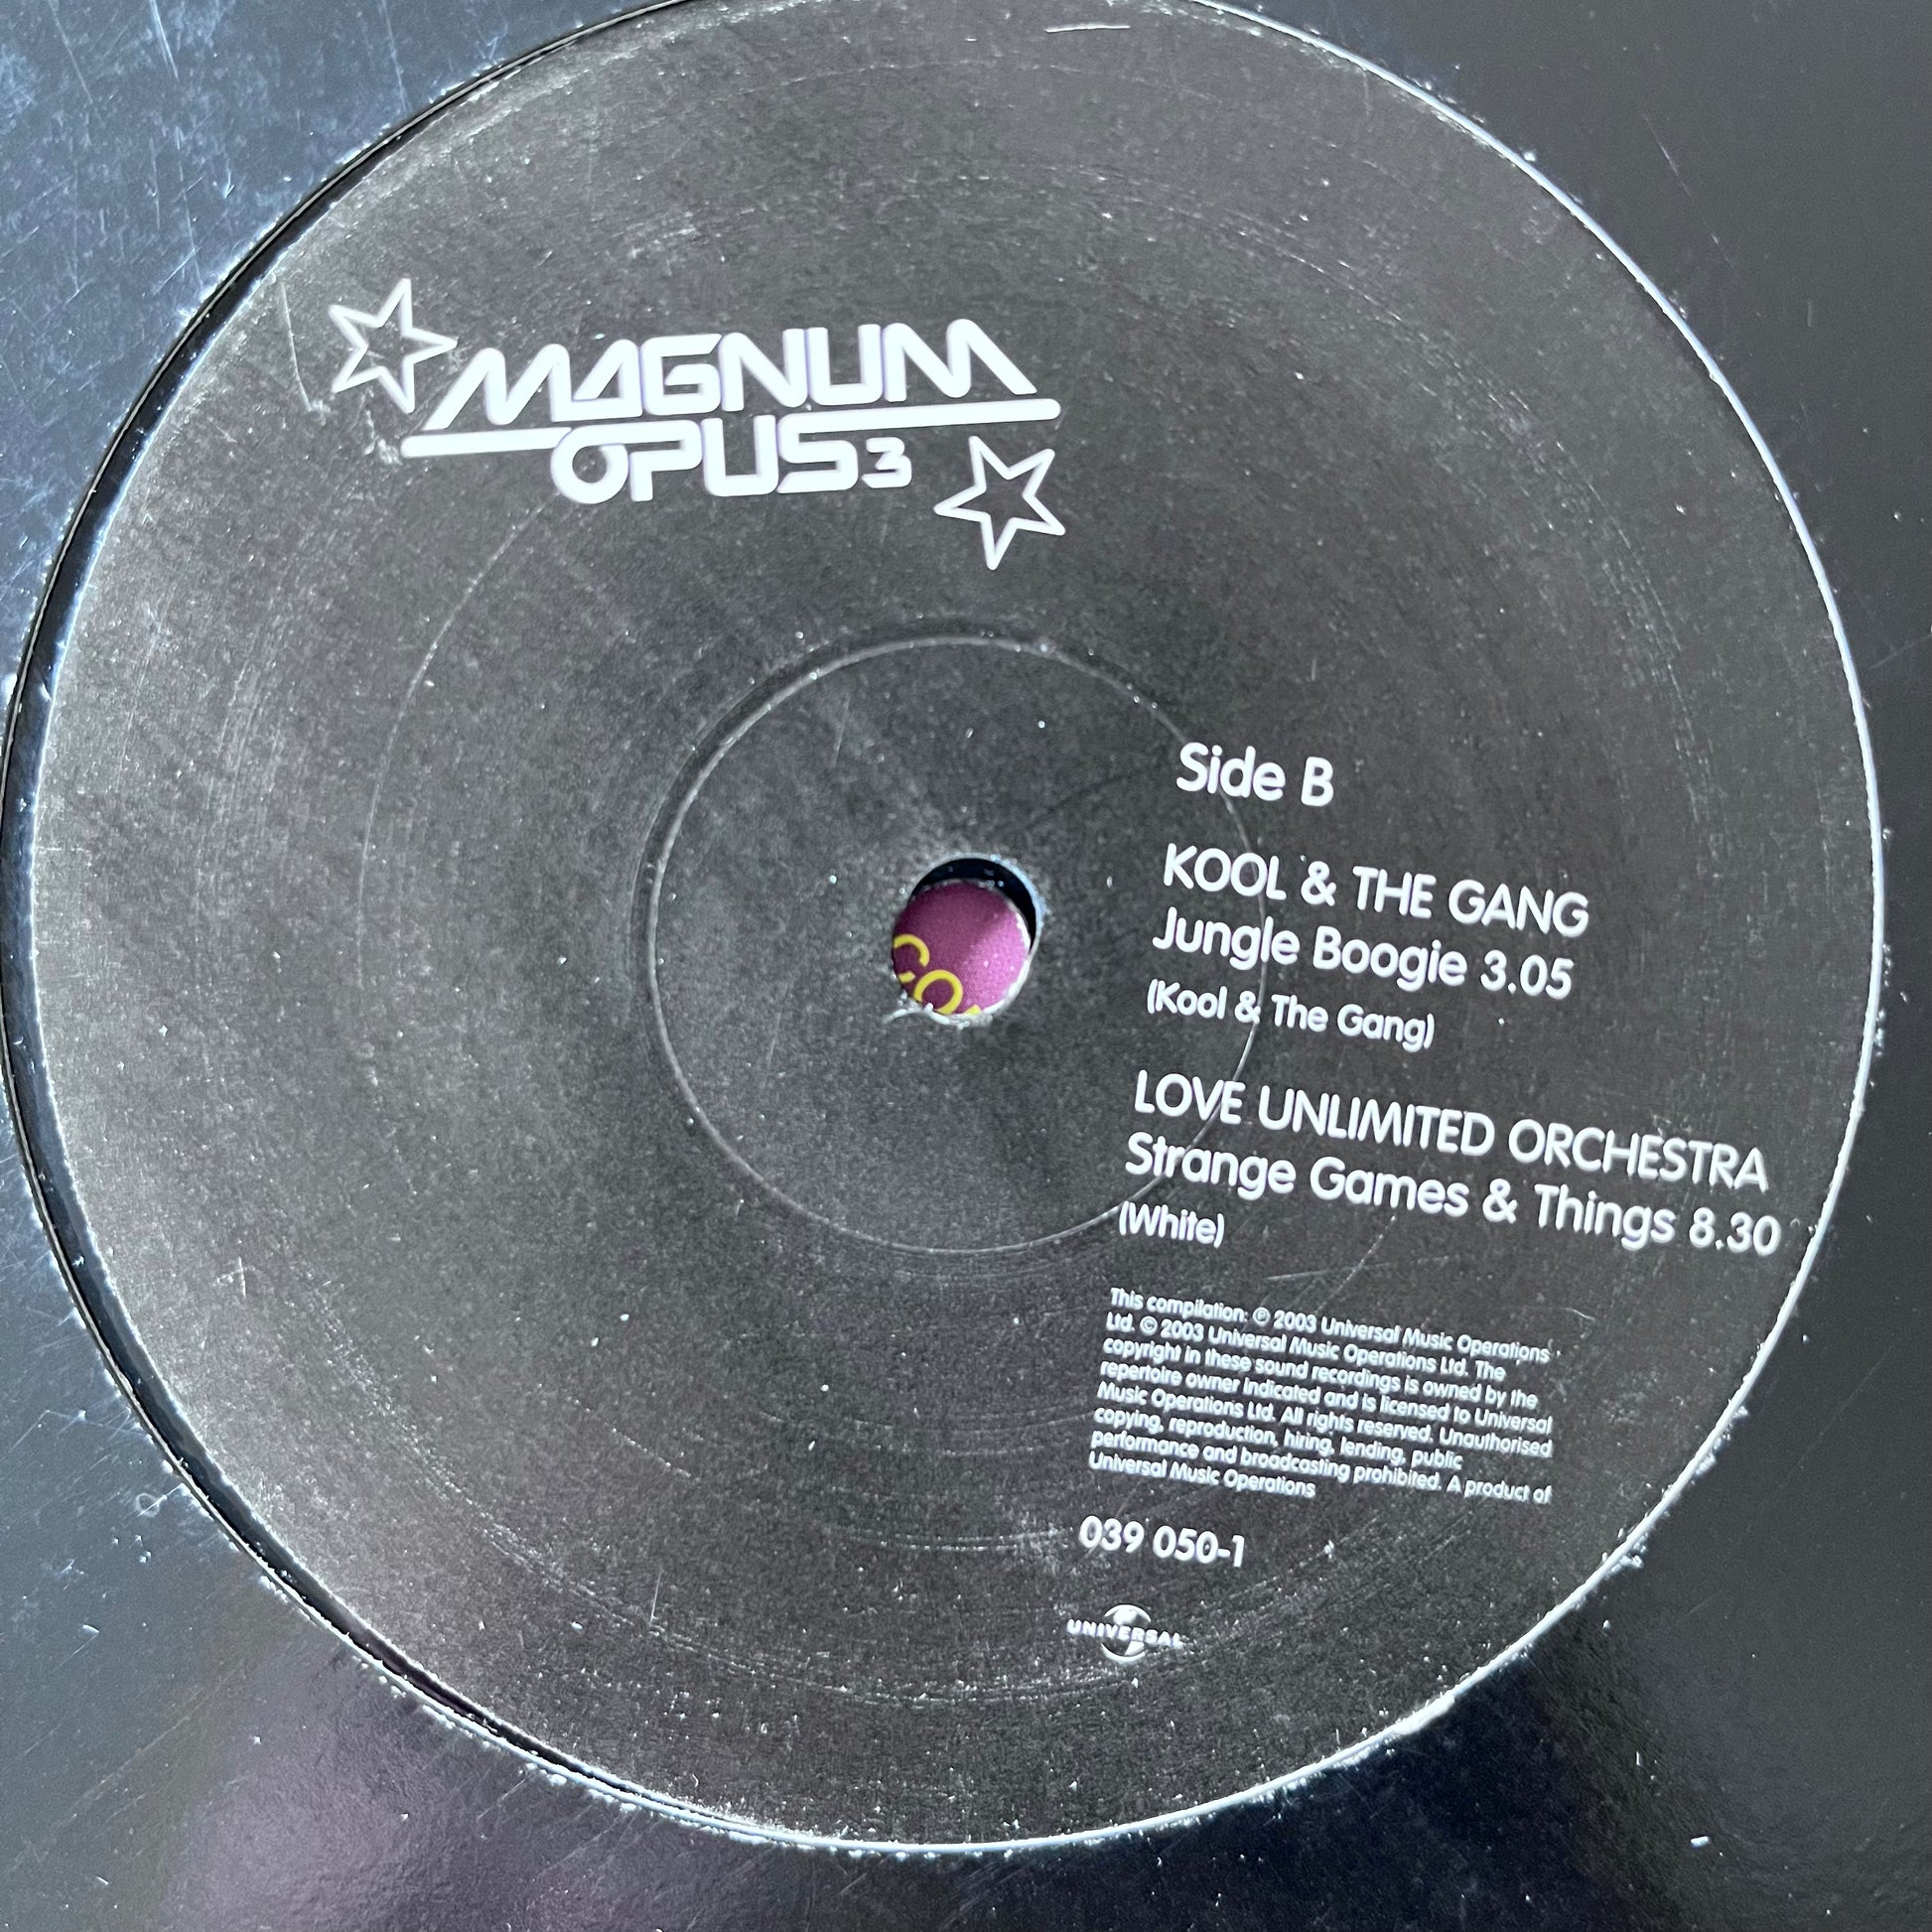 MAGNUM
OPUS 3
Side B
KOOL & THE GANG
Jungle Boogie 3.05
(Kool & The Gang)
LOVE UNLIMITED ORCHESTRA
Strange Games & Things 8.30
(White)
This compilation: ℗ 2003 Universal Music Operations
Ltd. © 2003 Universal Music Operations Ltd. The
copyright in these sound recordings is owned by the
repertoire owner indicated and is licensed to Universal
Music Operations Ltd. All rights reserved. Unauthorised
copying, reproduction, hiring, lending, public
performance and broadcasting prohibited. A product of
Universal Music Operations
039 050-1
UNIVERSAL